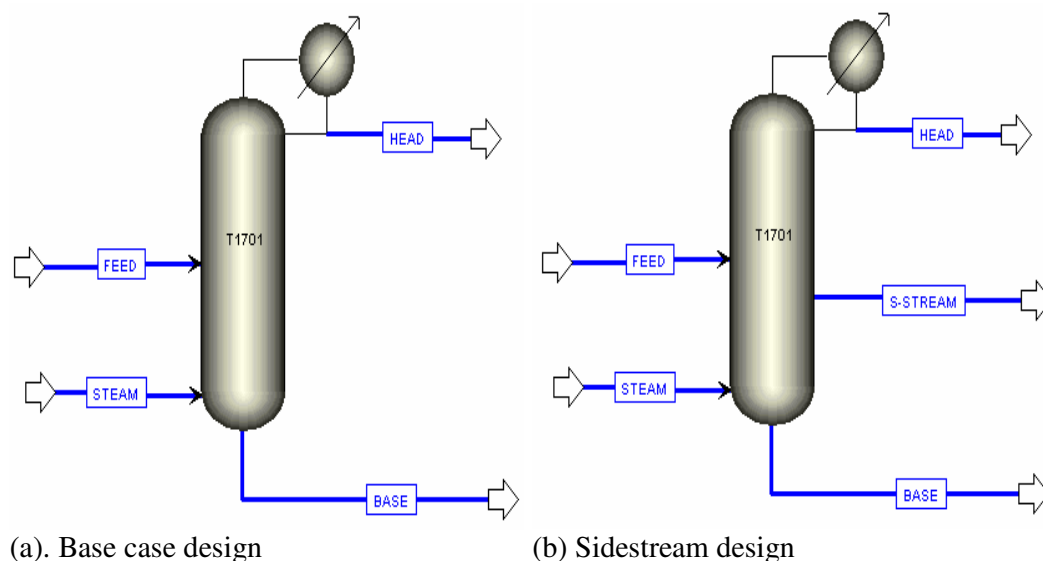 HEAD
T1701
FEED
STEAM
BASE
(a). Base case design
HEAD
T1701
FEED
S-STREAM
STEAM
BASE
(b) Sidestream design